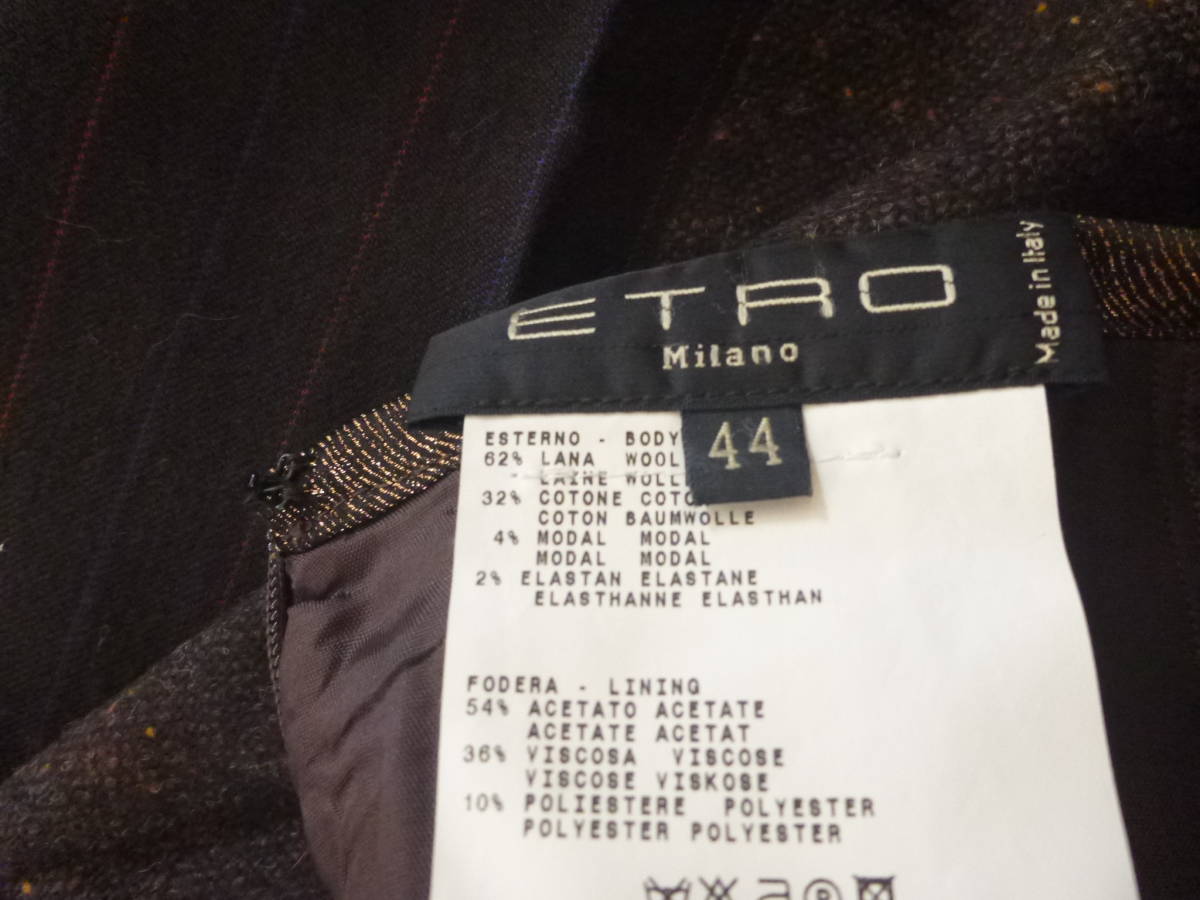 ETRO
Milano
Made in Italy
44
ESTERNO - BODY
62% LANA WOOL
LAINE
32% COTONE
COTON BAUMWOLLE
4% MODAL MODAL
MODAL MODAL
2% ELASTAN ELASTANE
ELASTHANNE ELASTHAN
FODERA - LINING
54% ACETATO ACETATE
ACETATE ACETAT
36% VISCOSA VISCOSE
VISCOSE VISKOSE
10% POLIESTERE POLYESTER
POLYESTER POLYESTER